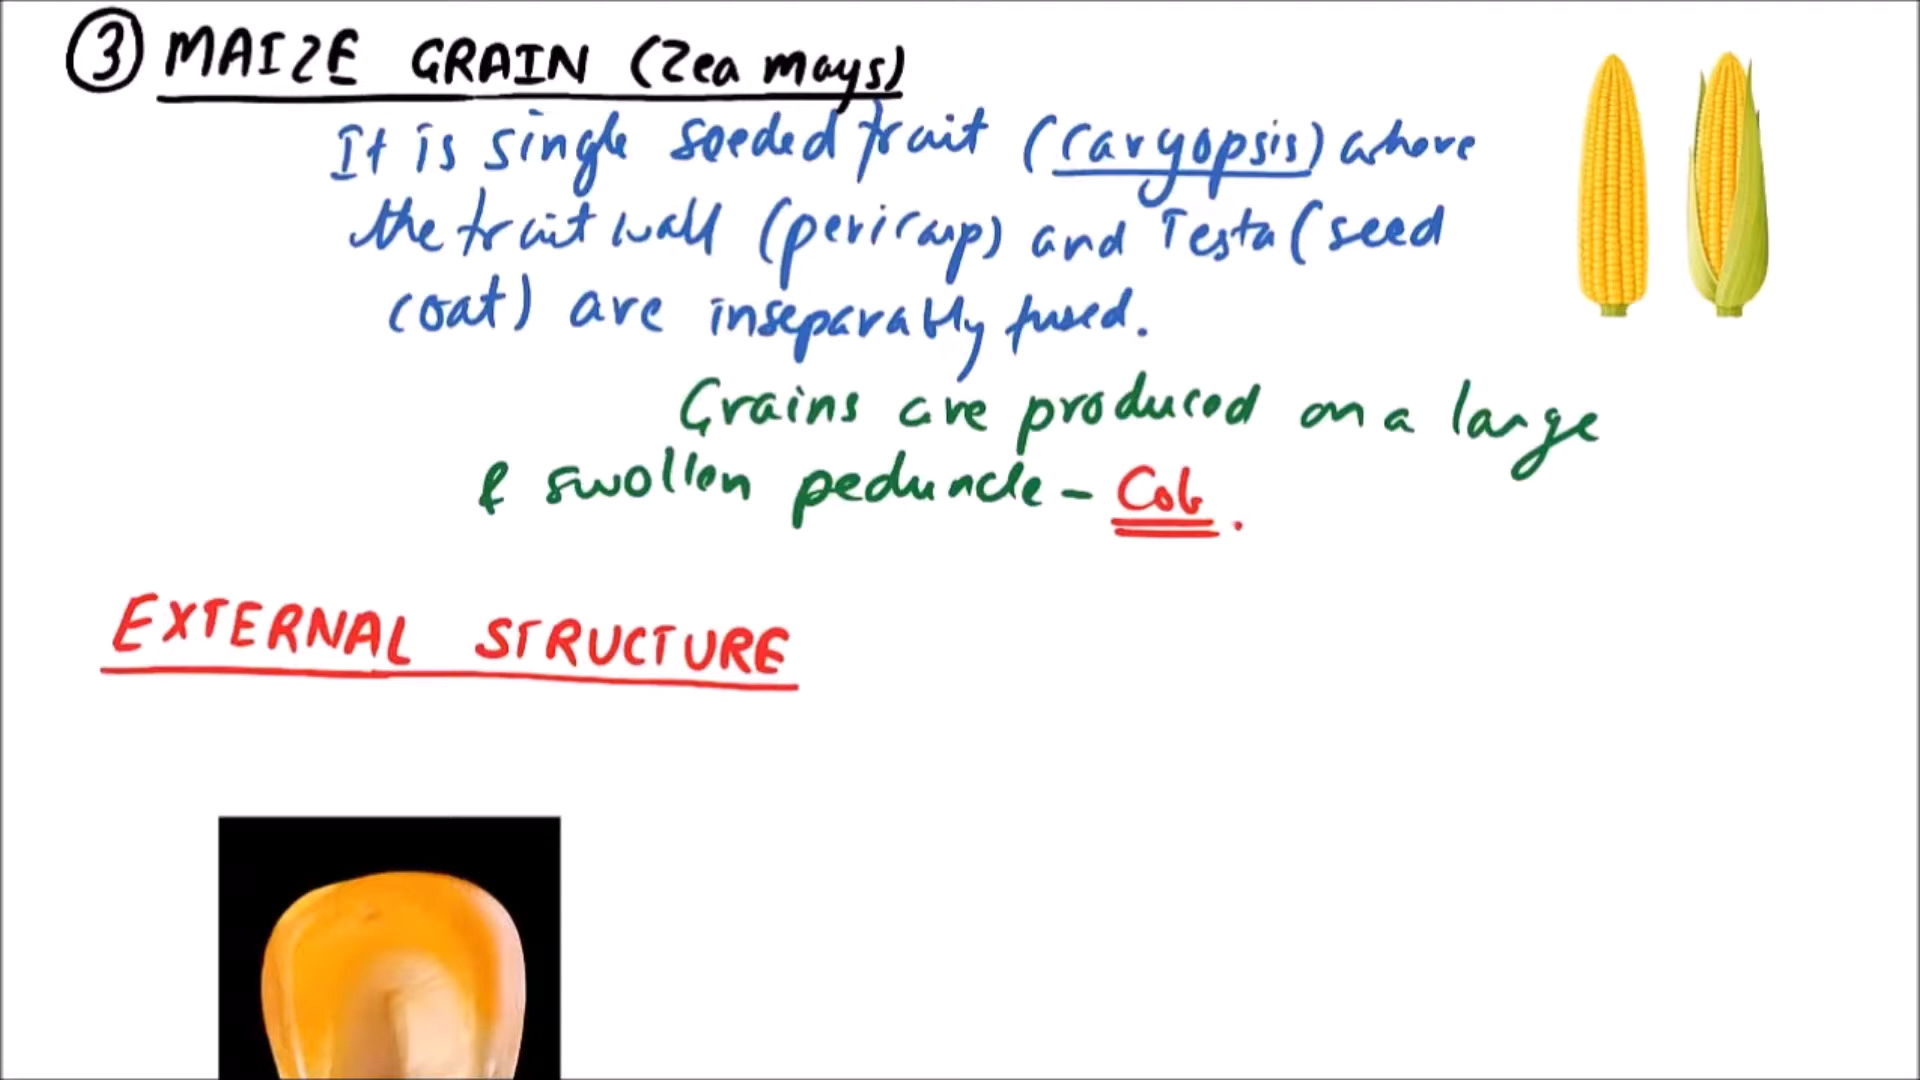 ③ MAIZE GRAIN (Zea mays)
It is single seeded fruit (caryopsis) where
the fruit wall (pericarp) and Testa (seed
coat) are inseparably fused.
Grains are produced on a large
& swollen peduncle - Cob.
EXTERNAL STRUCTURE